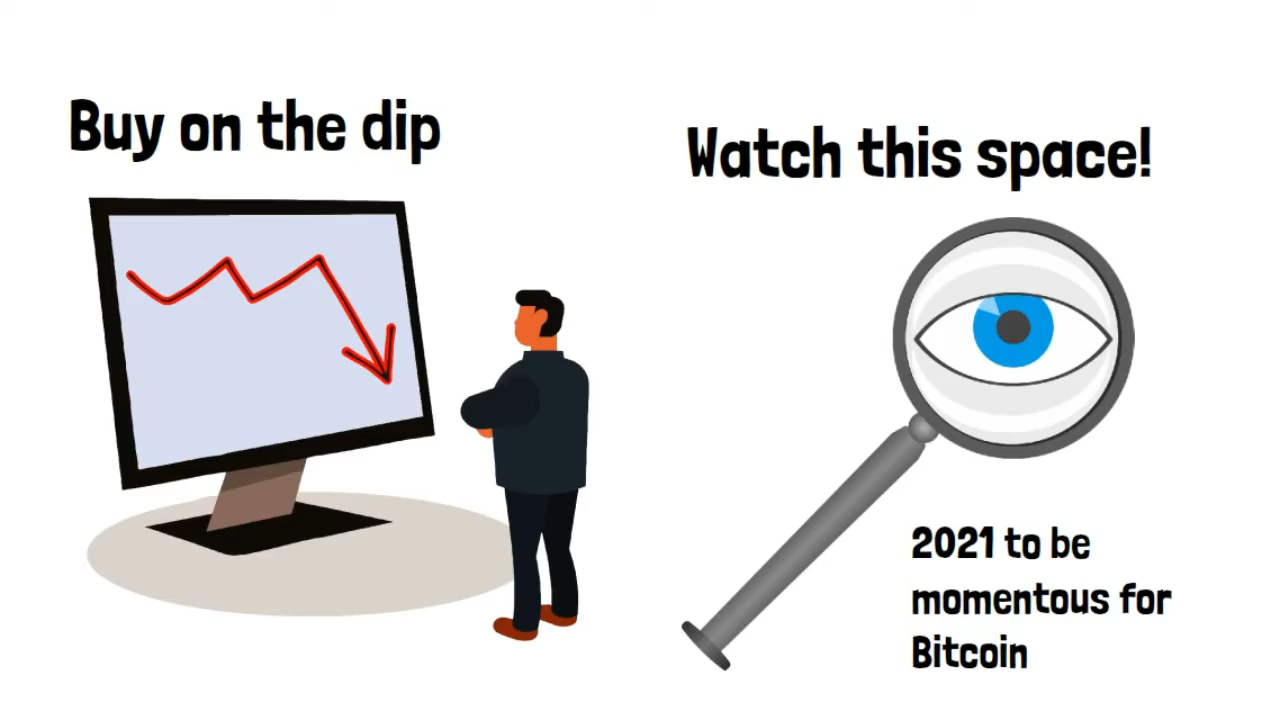 Buy on the dip
Watch this space!
2021 to be
momentous for
Bitcoin